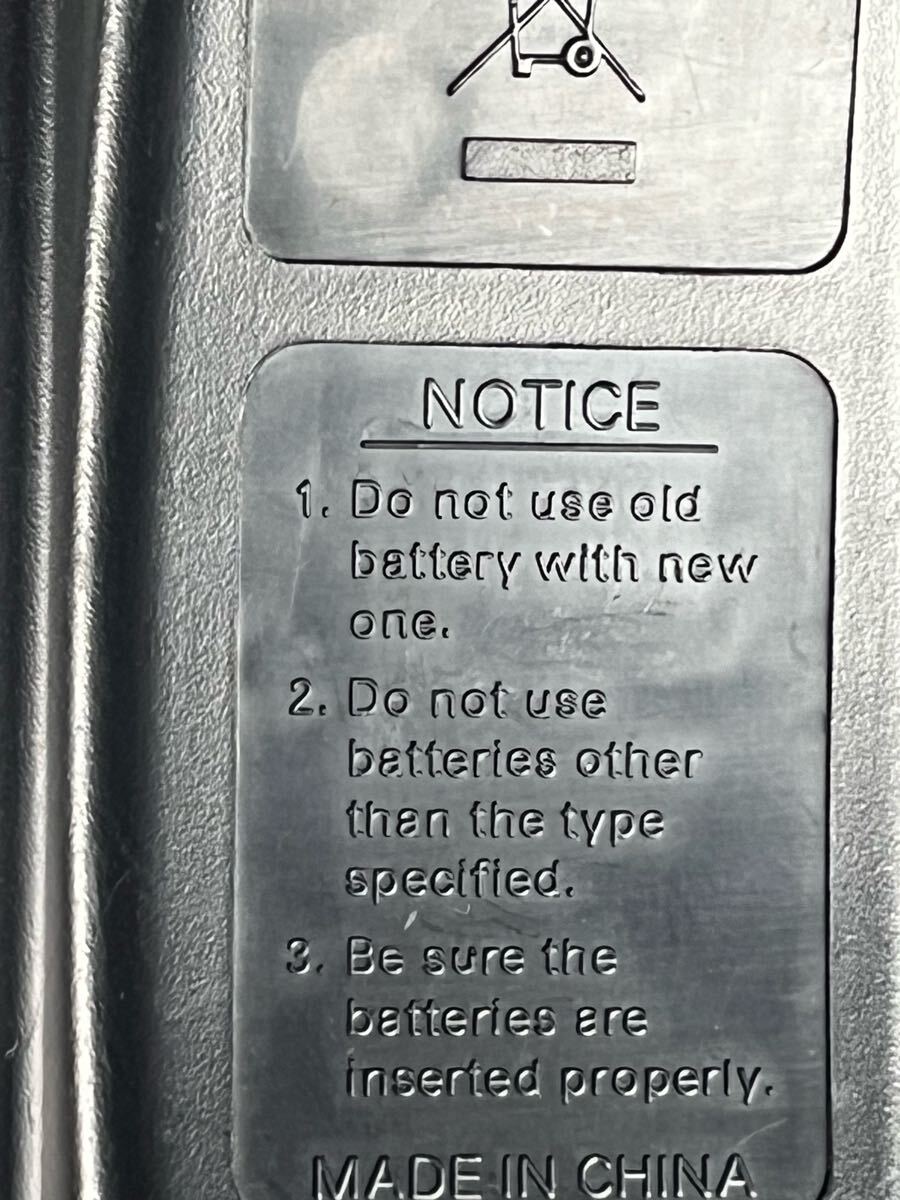 NOTICE
1. Do not use old
battery with new
one.
2. Do not use
batteries other
than the type
specified.
3. Be sure the
batteries are
inserted properly.
MADE IN CHINA